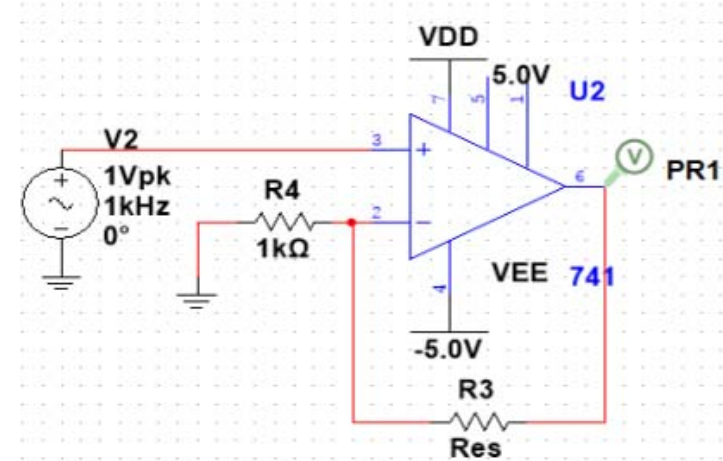 VDD
5.0V
U2
7
5
1
V2
3
+
+
V
6
PR1
1Vpk
1kHz
0°
R4
2
1kΩ
4
VEE
741
-5.0V
R3
Res